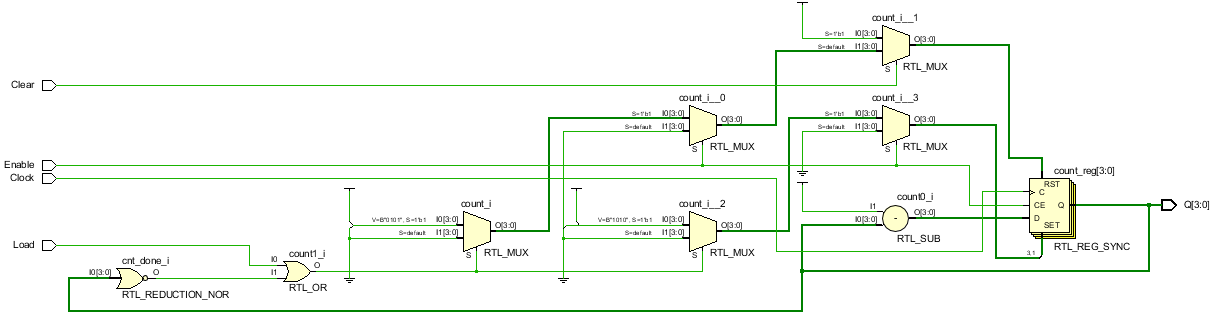 count_i__1
S=1'b1 I0[3:0]
O[3:0]
S=default I1[3:0]
S RTL_MUX
Clear
count_i__0
count_i__3
S=1'b1 I0[3:0]
O[3:0]
S=default I1[3:0]
S RTL_MUX
S=1'b1 I0[3:0]
O[3:0]
S=default I1[3:0]
S RTL_MUX
Enable
Clock
count_reg[3:0]
RST
C
CE Q
D
SET
3,1
RTL_REG_SYNC
Q[3:0]
count0_i
I1
I0[3:0] - O[3:0]
RTL_SUB
count_i
V=B"0101", S=1'b1 I0[3:0]
O[3:0]
S=default I1[3:0]
S RTL_MUX
count_i__2
V=B"1010", S=1'b1 I0[3:0]
O[3:0]
S=default I1[3:0]
S RTL_MUX
Load
cnt_done_i
I0[3:0] O
RTL_REDUCTION_NOR
count1_i
I0
O
I1
RTL_OR